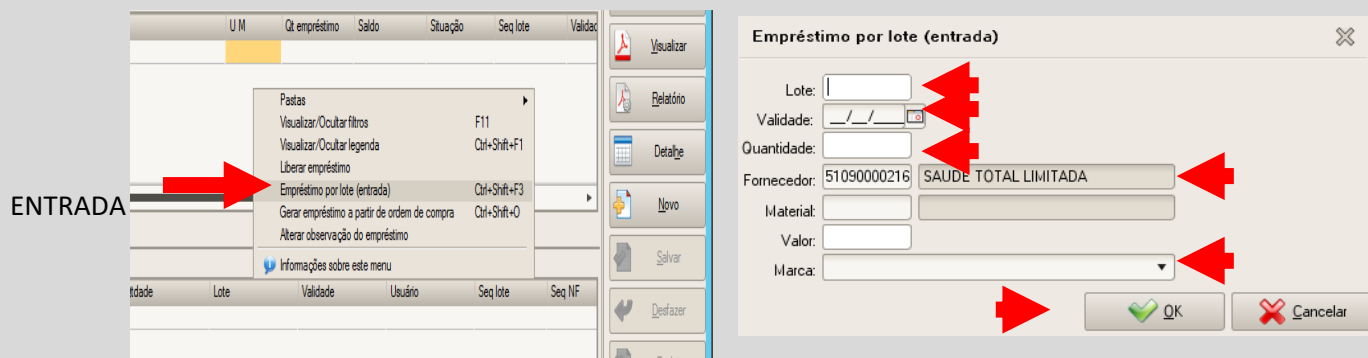 ENTRADA
U M Qt empréstimo Saldo Situação Seq lote Validac
Pastas
Visualizar/Ocultar filtros F11
Visualizar/Ocultar legenda Ctrl+Shift+F1
Liberar empréstimo
Empréstimo por lote (entrada) Ctrl+Shift+F3
Gerar empréstimo a partir de ordem de compra Ctrl+Shift+O
Alterar observação do empréstimo
Informações sobre este menu
tidade Lote Validade Usuário Seq lote Seq NF
Visualizar
Relatório
Detalhe
Novo
Salvar
Desfazer
Empréstimo por lote (entrada)
Lote:
Validade: __/__/____
Quantidade:
Fornecedor: 51090000216 SAUDE TOTAL LIMITADA
Material:
Valor:
Marca:
OK Cancelar